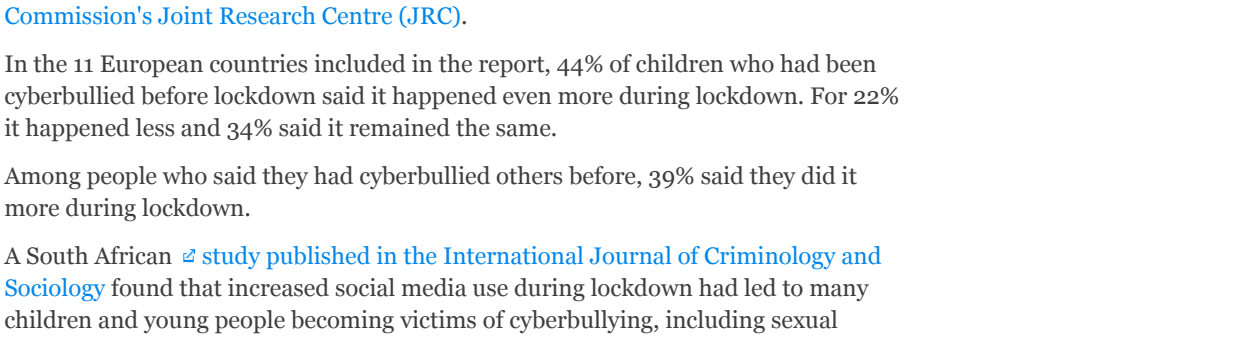 Commission's Joint Research Centre (JRC).
In the 11 European countries included in the report, 44% of children who had been
cyberbullied before lockdown said it happened even more during lockdown. For 22%
it happened less and 34% said it remained the same.
Among people who said they had cyberbullied others before, 39% said they did it
more during lockdown.
A South African study published in the International Journal of Criminology and
Sociology found that increased social media use during lockdown had led to many
children and young people becoming victims of cyberbullying, including sexual